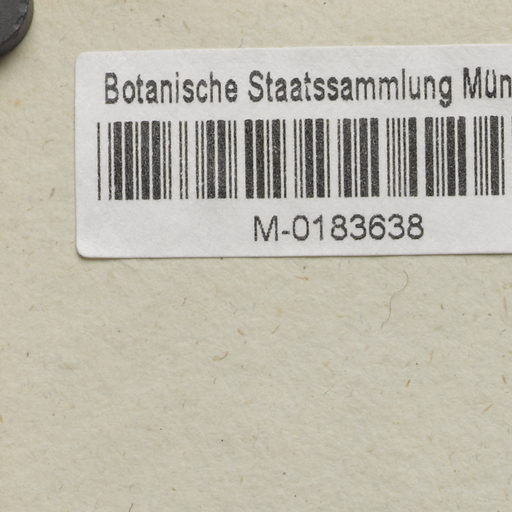 Botanische Staatssammlung Mün
M-0183638